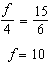 f/4 = 15/6
f = 10